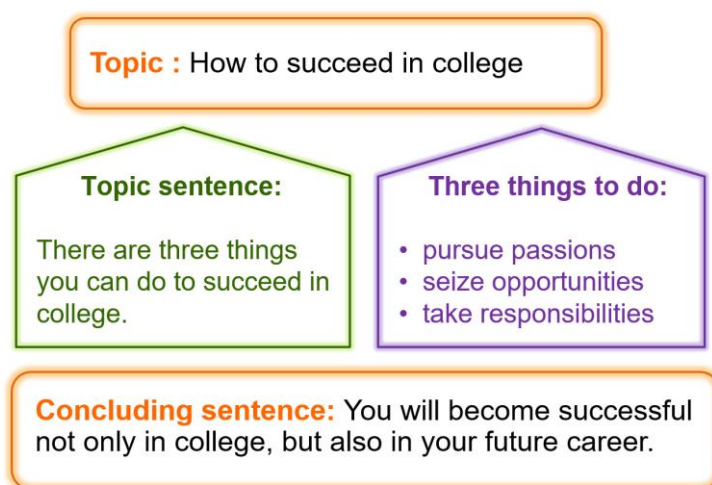 Topic : How to succeed in college
Topic sentence:
There are three things
you can do to succeed in
college.
Three things to do:
• pursue passions
• seize opportunities
• take responsibilities
Concluding sentence: You will become successful
not only in college, but also in your future career.